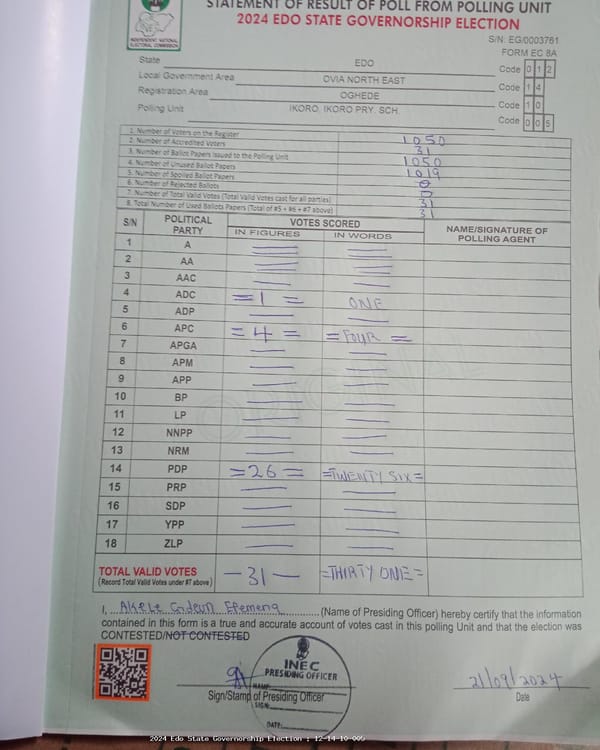 STATEMENT OF RESULT OF POLL FROM POLLING UNIT
2024 EDO STATE GOVERNORSHIP ELECTION
INDEPENDENT NATIONAL ELECTORAL COMMISSION
S/N: EG/0003761
FORM EC 8A
State EDO Code 0 1 2
Local Government Area OVIA NORTH EAST Code 1 4
Registration Area OGHEDE Code 1 0
Polling Unit IKORO, IKORO PRY. SCH. Code 0 0 5
1. Number of Voters on the Register 1050
2. Number of Accredited Voters 31
3. Number of Ballot Papers Issued to the Polling Unit 1050
4. Number of Unused Ballot Papers 1019
5. Number of Spoiled Ballot Papers 0
6. Number of Rejected Ballots 0
7. Number of Total Valid Votes (Total Valid Votes cast for all parties) 31
8. Total Number of Used Ballots Papers (Total of #5 + #6 + #7 above) 31
S/N POLITICAL PARTY VOTES SCORED NAME/SIGNATURE OF POLLING AGENT
IN FIGURES IN WORDS
1 A
2 AA
3 AAC
4 ADC =1= ONE
5 ADP
6 APC =4= =FOUR=
7 APGA
8 APM
9 APP
10 BP
11 LP
12 NNPP
13 NRM
14 PDP =26= =TWENTY SIX=
15 PRP
16 SDP
17 YPP
18 ZLP
TOTAL VALID VOTES -31- =THIRTY ONE=
(Record Total Valid Votes under #7 above)
ORIGINAL
I, Akele Gideon Efemena (Name of Presiding Officer) hereby certify that the information
contained in this form is a true and accurate account of votes cast in this polling Unit and that the election was
CONTESTED/NOT CONTESTED
INEC
PRESIDING OFFICER
NAME:
SIGN:
DATE:
Sign/Stamp of Presiding Officer
21/09/2024
Date
2024 Edo State Governorship Election : 12-14-10-005